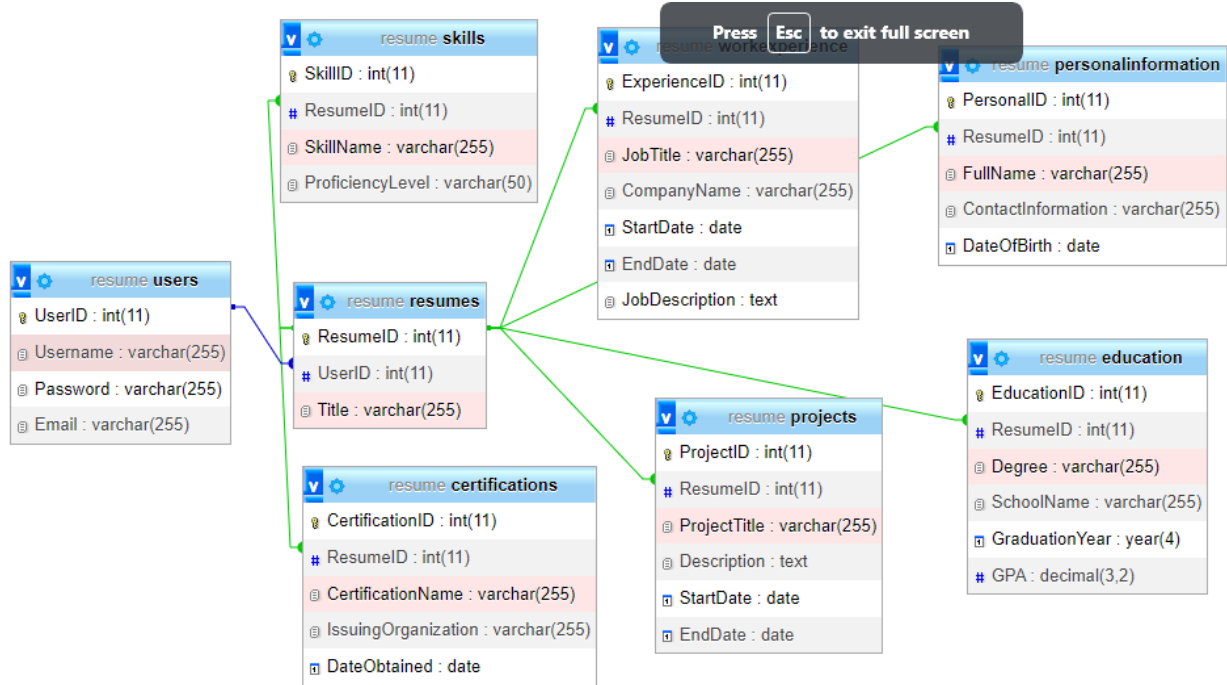 Press Esc to exit full screen
resume skills
SkillID : int(11)
ResumeID : int(11)
SkillName : varchar(255)
ProficiencyLevel : varchar(50)
resume workexperience
ExperienceID : int(11)
ResumeID : int(11)
JobTitle : varchar(255)
CompanyName : varchar(255)
StartDate : date
EndDate : date
JobDescription : text
resume personalinformation
PersonalID : int(11)
ResumeID : int(11)
FullName : varchar(255)
ContactInformation : varchar(255)
DateOfBirth : date
resume users
UserID : int(11)
Username : varchar(255)
Password : varchar(255)
Email : varchar(255)
resume resumes
ResumeID : int(11)
UserID : int(11)
Title : varchar(255)
resume education
EducationID : int(11)
ResumeID : int(11)
Degree : varchar(255)
SchoolName : varchar(255)
GraduationYear : year(4)
GPA : decimal(3,2)
resume projects
ProjectID : int(11)
ResumeID : int(11)
ProjectTitle : varchar(255)
Description : text
StartDate : date
EndDate : date
resume certifications
CertificationID : int(11)
ResumeID : int(11)
CertificationName : varchar(255)
IssuingOrganization : varchar(255)
DateObtained : date